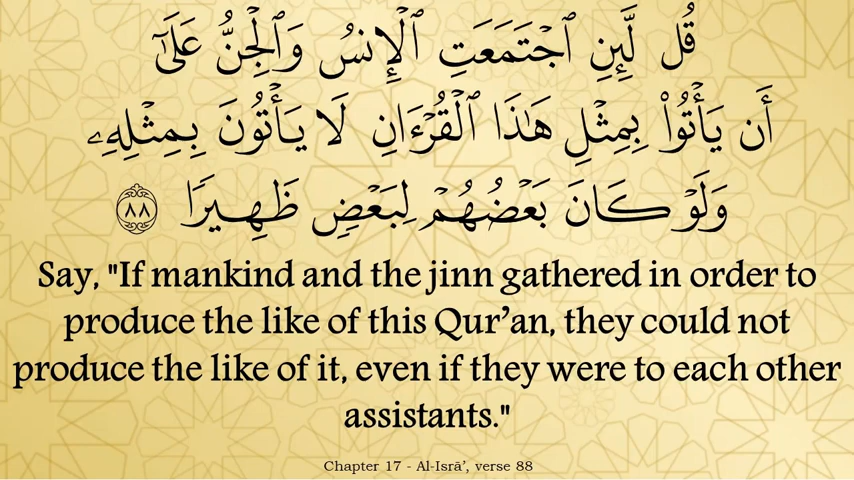 قُل لَّئِنِ ٱجْتَمَعَتِ ٱلْإِنسُ وَٱلْجِنُّ عَلَىٰٓ
أَن يَأْتُوا۟ بِمِثْلِ هَـٰذَا ٱلْقُرْءَانِ لَا يَأْتُونَ بِمِثْلِهِۦ
وَلَوْ كَانَ بَعْضُهُمْ لِبَعْضٍ ظَهِيرًا ٨٨
Say, "If mankind and the jinn gathered in order to
produce the like of this Qur’an, they could not
produce the like of it, even if they were to each other
assistants."
Chapter 17 - Al-Isrā’, verse 88